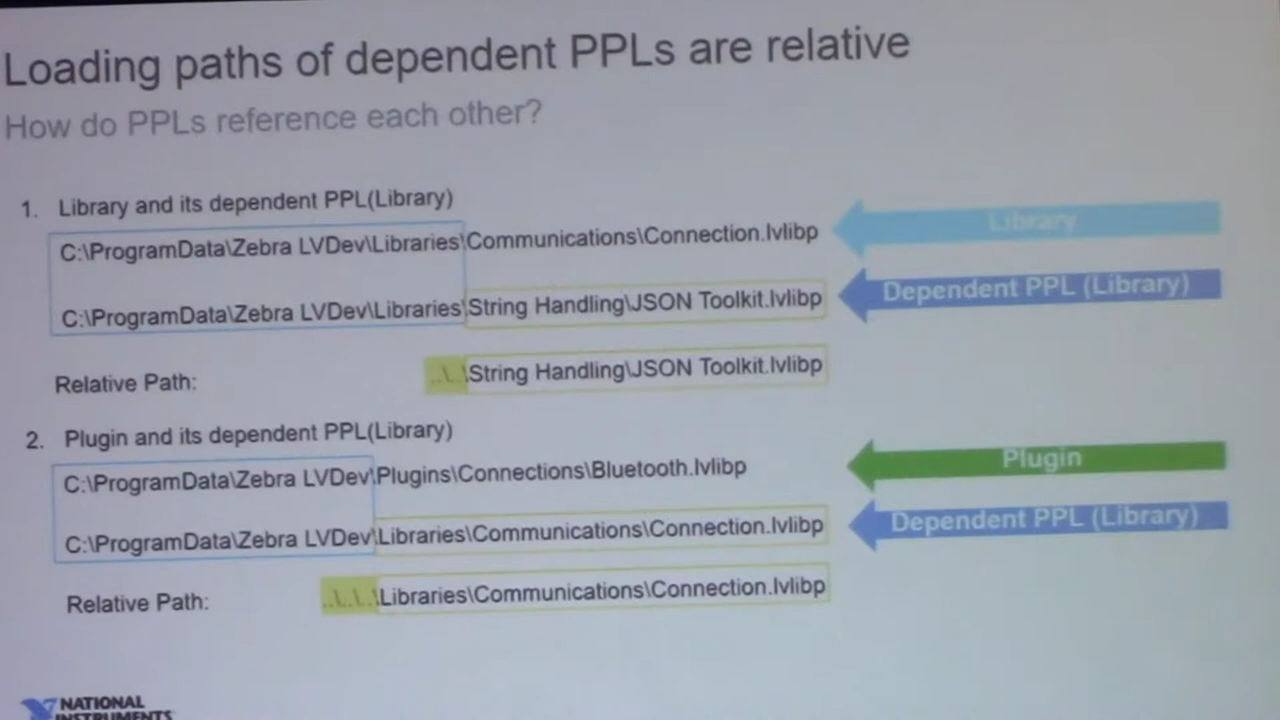 Loading paths of dependent PPLs are relative
How do PPLs reference each other?
1. Library and its dependent PPL(Library)
C:\ProgramData\Zebra LVDev\Libraries\Communications\Connection.lvlibp
Library
C:\ProgramData\Zebra LVDev\Libraries\String Handling\JSON Toolkit.lvlibp
Dependent PPL (Library)
Relative Path:
..\..\String Handling\JSON Toolkit.lvlibp
2. Plugin and its dependent PPL(Library)
C:\ProgramData\Zebra LVDev\Plugins\Connections\Bluetooth.lvlibp
Plugin
C:\ProgramData\Zebra LVDev\Libraries\Communications\Connection.lvlibp
Dependent PPL (Library)
Relative Path:
..\..\..\Libraries\Communications\Connection.lvlibp
NATIONAL
INSTRUMENTS